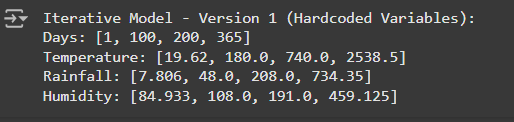 Iterative Model - Version 1 (Hardcoded Variables):
Days: [1, 100, 200, 365]
Temperature: [19.62, 180.0, 740.0, 2538.5]
Rainfall: [7.806, 48.0, 208.0, 734.35]
Humidity: [84.933, 108.0, 191.0, 459.125]